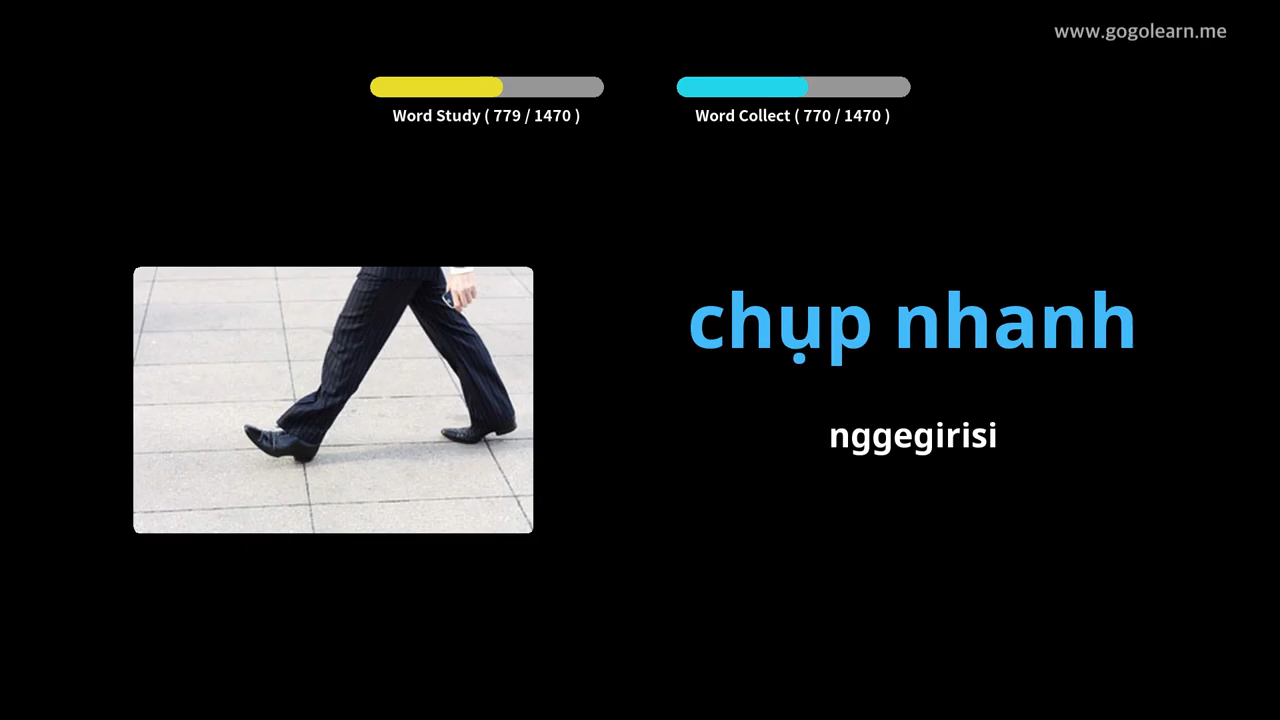 www.gogolearn.me
Word Study ( 779 / 1470 )
Word Collect ( 770 / 1470 )
chụp nhanh
nggegirisi